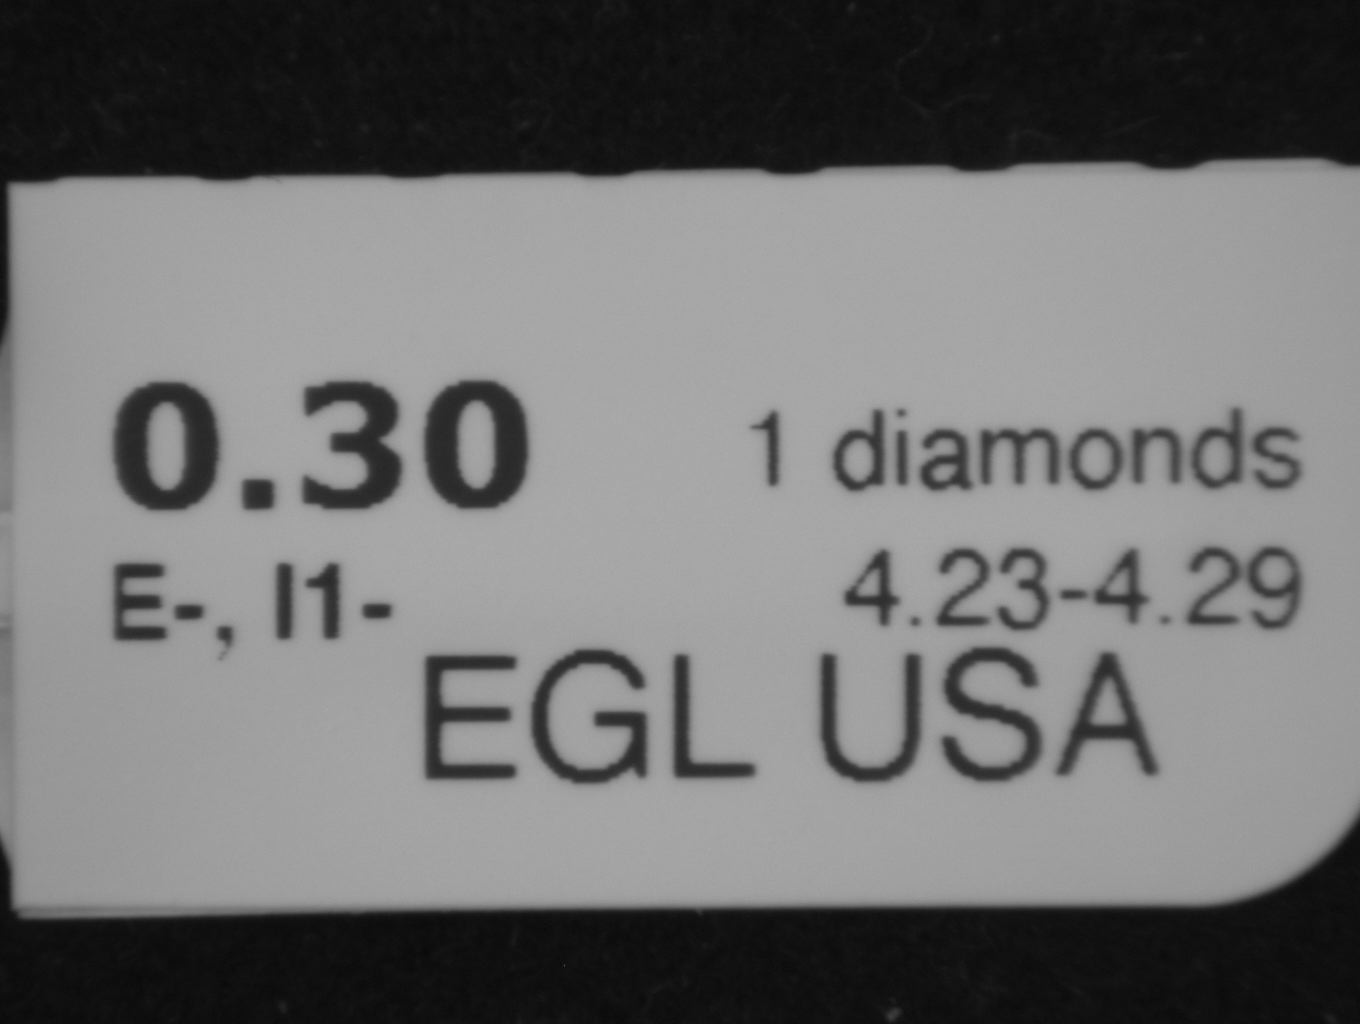 0.30 1 diamonds
E-, I1- 4.23-4.29
EGL USA